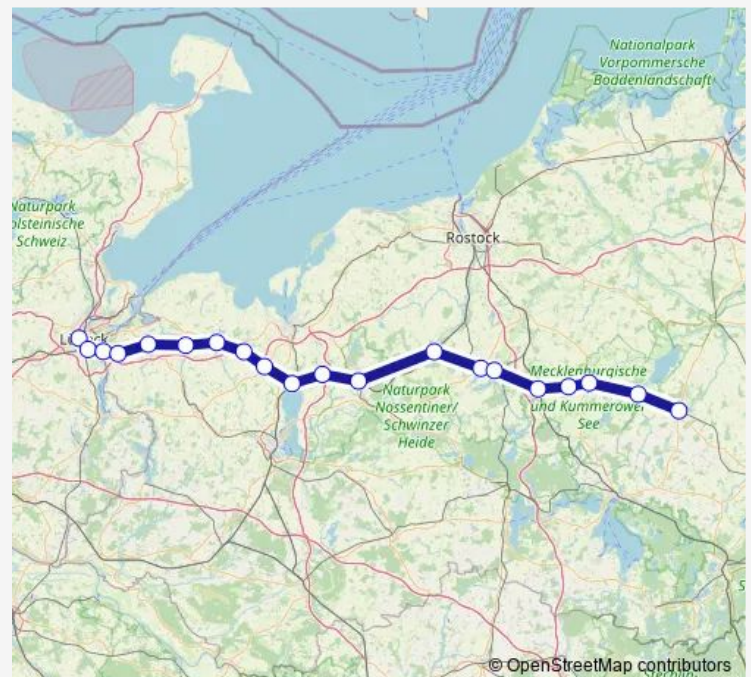 Nationalpark
Vorpommersche
Boddenlandschaft
Naturpark
olsteinische
Schweiz
Rostock
Mecklenburgische
und Kummerower
See
Naturpark
Nossentiner/
Schwinzer
Heide
© OpenStreetMap contributors